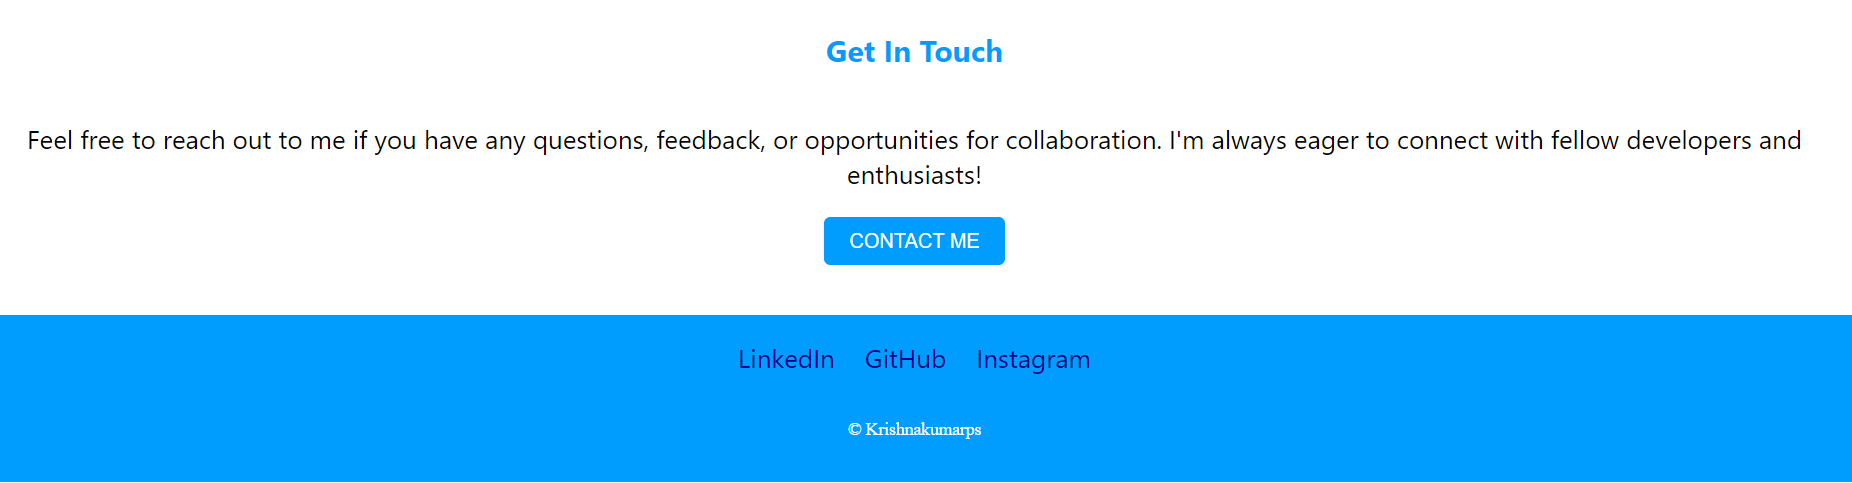 Get In Touch
Feel free to reach out to me if you have any questions, feedback, or opportunities for collaboration. I'm always eager to connect with fellow developers and
enthusiasts!
CONTACT ME
LinkedIn GitHub Instagram
© Krishnakumarps